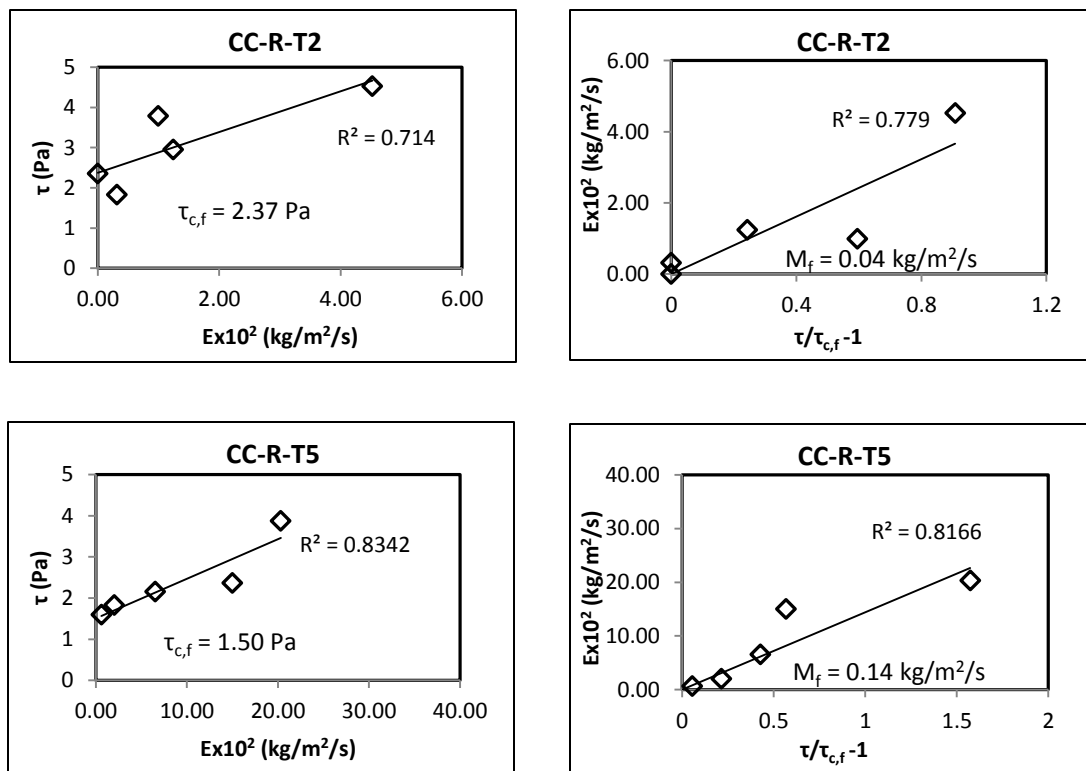 CC-R-T2
5
4
3
2
1
0
τ (Pa)
R² = 0.714
τc,f = 2.37 Pa
0.00 2.00 4.00 6.00
Ex10² (kg/m²/s)
CC-R-T2
6.00
4.00
2.00
0.00
Ex10² (kg/m²/s)
R² = 0.779
Mf = 0.04 kg/m²/s
0 0.4 0.8 1.2
τ/τc,f -1
CC-R-T5
5
4
3
2
1
0
τ (Pa)
R² = 0.8342
τc,f = 1.50 Pa
0.00 10.00 20.00 30.00 40.00
Ex10² (kg/m²/s)
CC-R-T5
40.00
30.00
20.00
10.00
0.00
Ex10² (kg/m²/s)
R² = 0.8166
Mf = 0.14 kg/m²/s
0 0.5 1 1.5 2
τ/τc,f -1